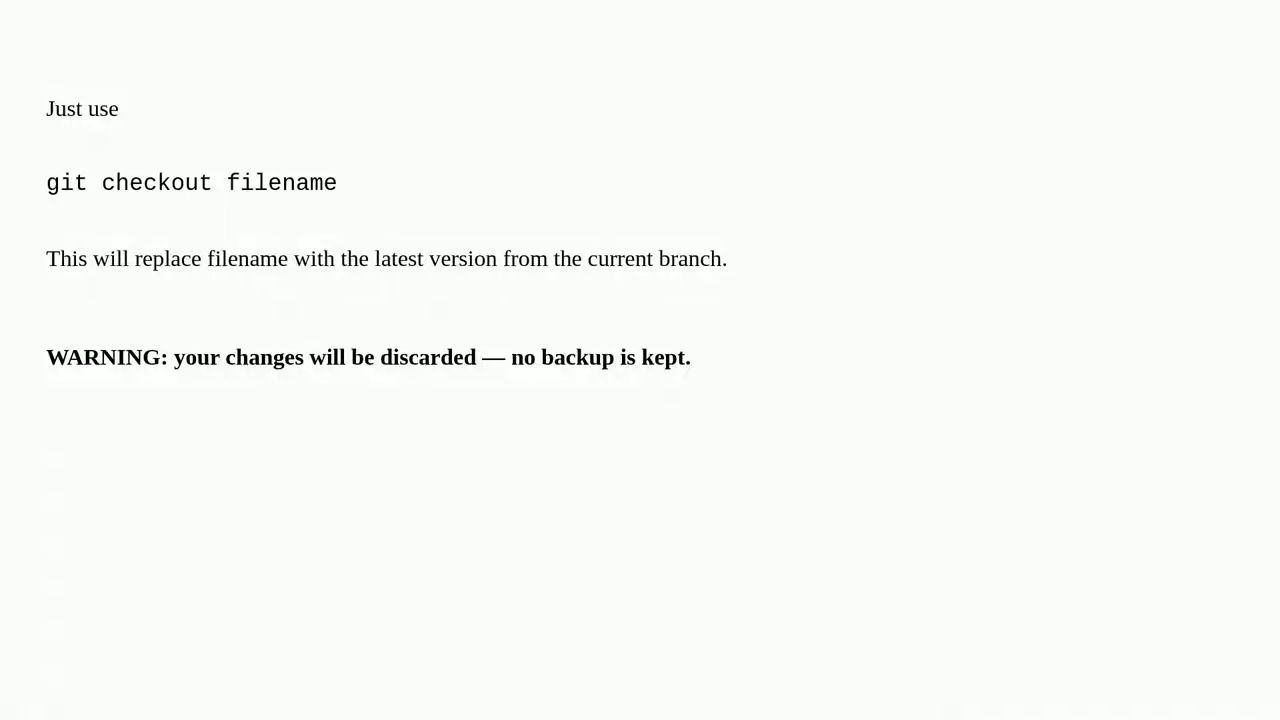 Just use
git checkout filename
This will replace filename with the latest version from the current branch.
WARNING: your changes will be discarded — no backup is kept.